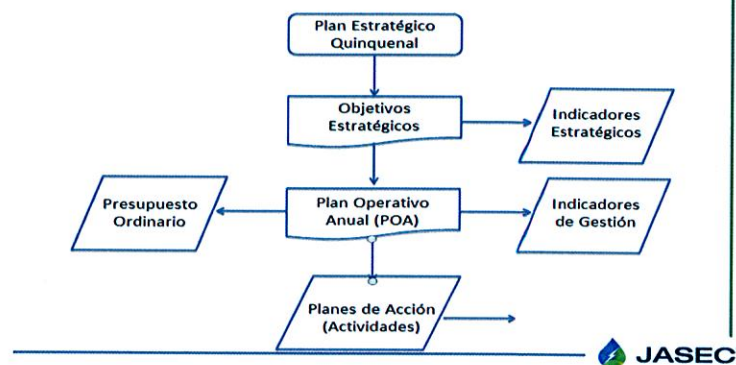 Plan Estratégico
Quinquenal
Objetivos
Estratégicos
Indicadores
Estratégicos
Presupuesto
Ordinario
Plan Operativo
Anual (POA)
Indicadores
de Gestión
Planes de Acción
(Actividades)
JASEC